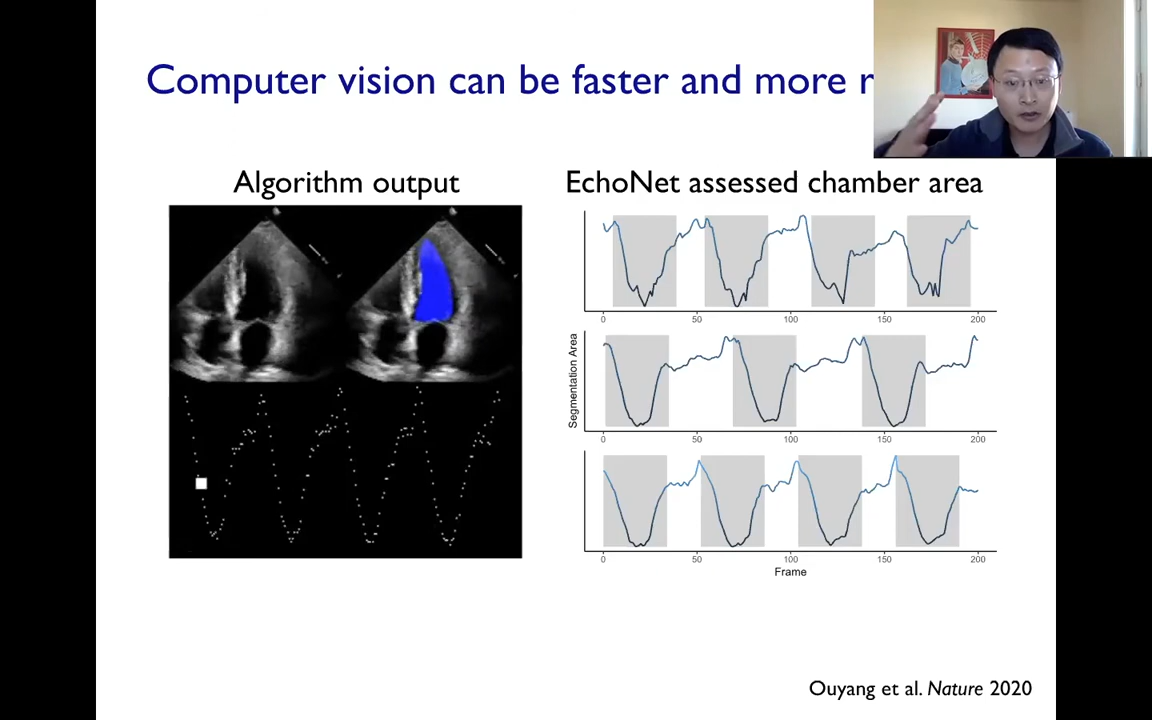 Computer vision can be faster and more
Algorithm output
EchoNet assessed chamber area
0 50 100 150 200
Segmentation Area
0 50 100 150 200
0 50 100 150 200
Frame
Ouyang et al. Nature 2020